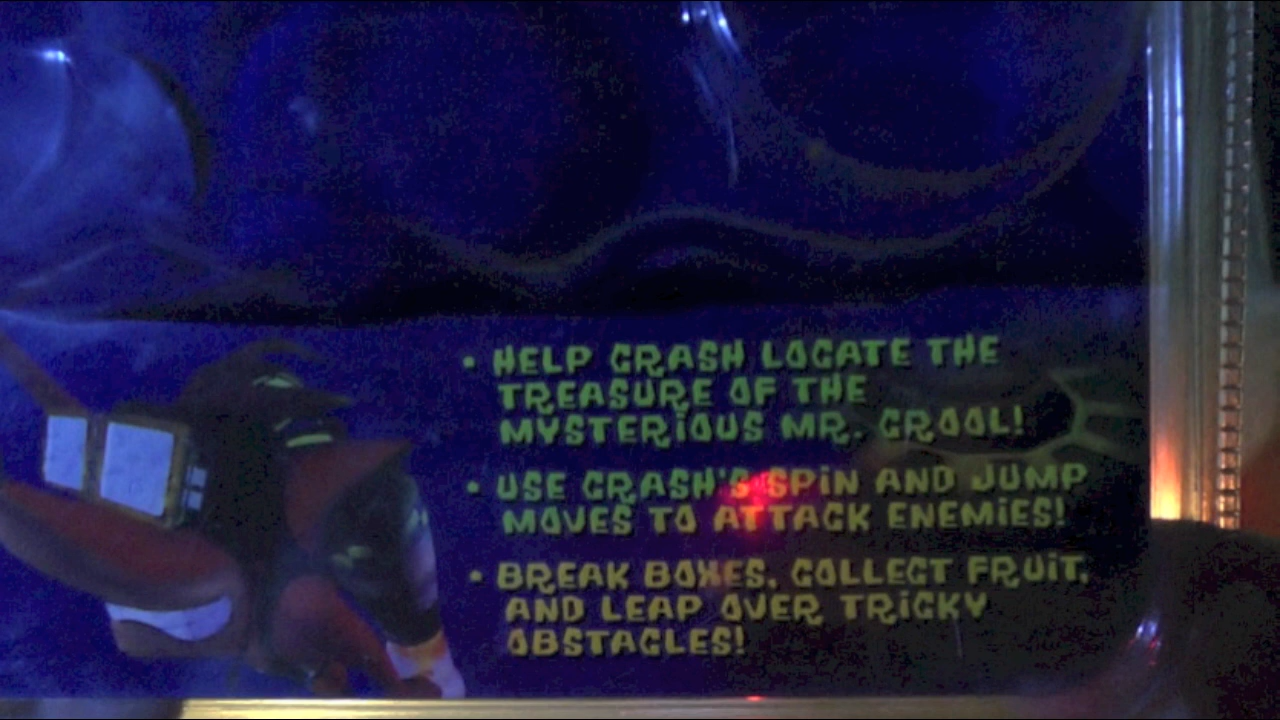 • HELP CRASH LOCATE THE
TREASURE OF THE
MYSTERIOUS MR. CROOL!
• USE CRASH'S SPIN AND JUMP
MOVES TO ATTACK ENEMIES!
• BREAK BOXES, COLLECT FRUIT,
AND LEAP OVER TRICKY
OBSTACLES!